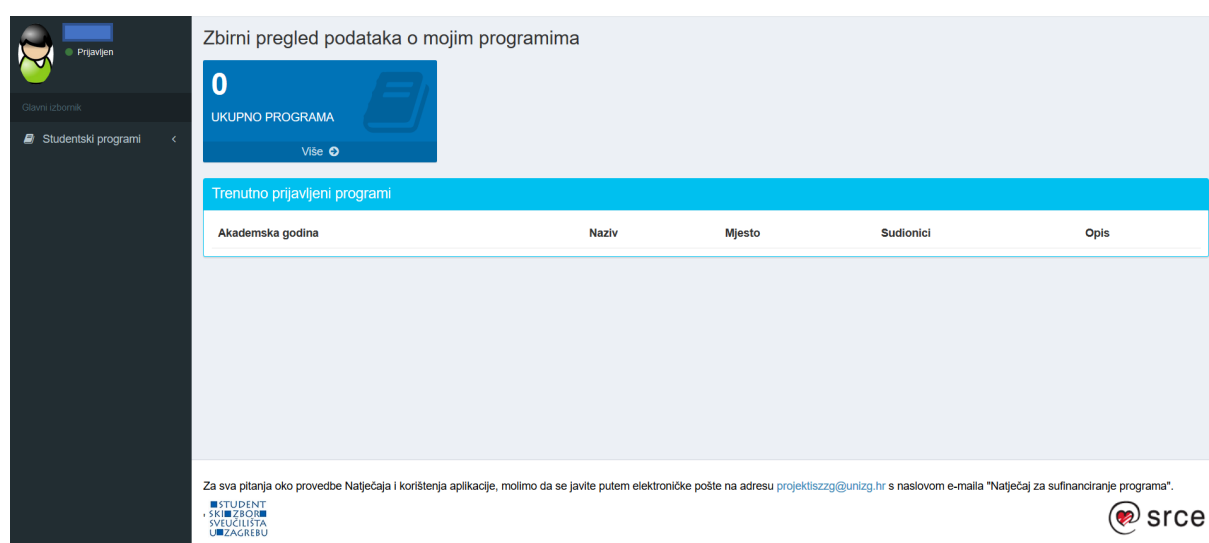 Prijavljen
Glavni izbornik
Studentski programi
Zbirni pregled podataka o mojim programima
0
UKUPNO PROGRAMA
Više
Trenutno prijavljeni programi
Akademska godina Naziv Mjesto Sudionici Opis
Za sva pitanja oko provedbe Natječaja i korištenja aplikacije, molimo da se javite putem elektroničke pošte na adresu projektiszzg@unizg.hr s naslovom e-maila "Natječaj za sufinanciranje programa".
STUDENT
SKI ZBOR
SVEUČILIŠTA
U ZAGREBU
srce